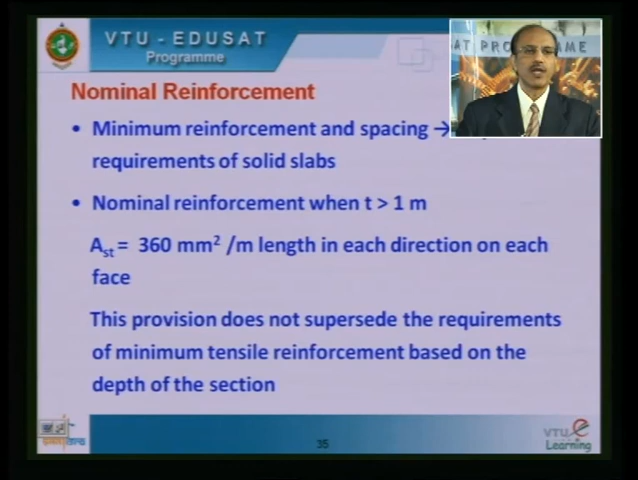 VTU - EDUSAT
Programme
AT PROGRAMME
Nominal Reinforcement
• Minimum reinforcement and spacing →
requirements of solid slabs
• Nominal reinforcement when t > 1 m
Ast = 360 mm² /m length in each direction on each
face
This provision does not supersede the requirements
of minimum tensile reinforcement based on the
depth of the section
35
VTU e
Learning